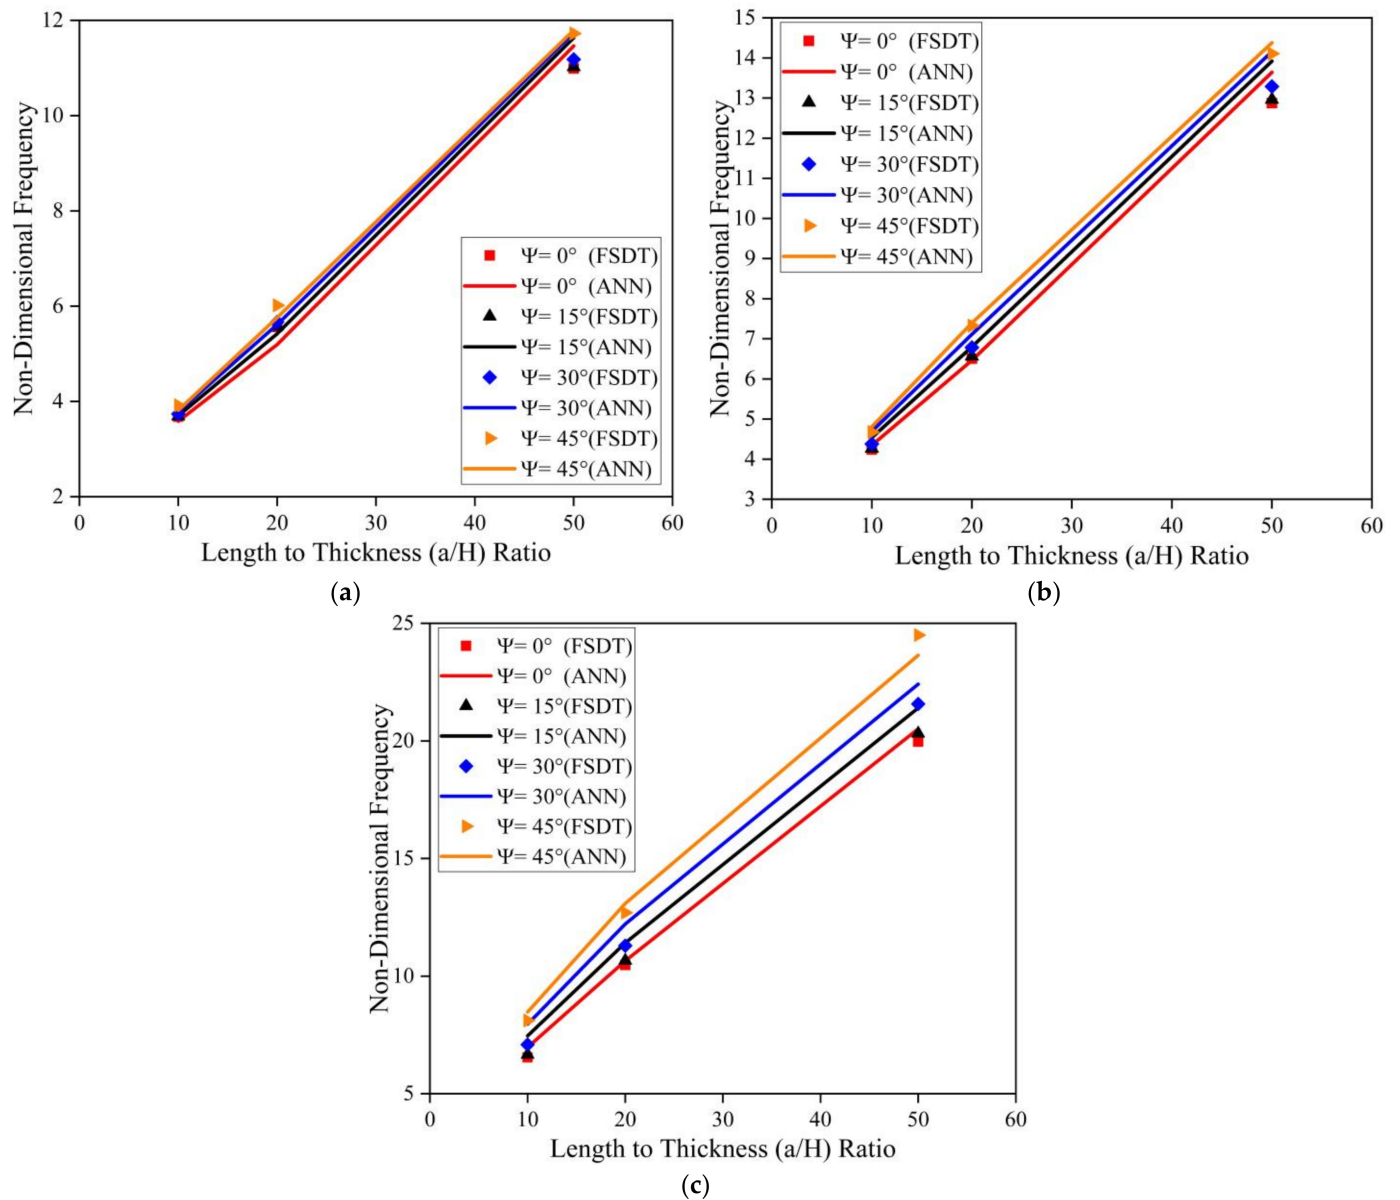 12
10
8
6
4
2
0
10
20
30
40
50
60
Non-Dimensional Frequency
Length to Thickness (a/H) Ratio
Ψ= 0° (FSDT)
Ψ= 0° (ANN)
Ψ= 15°(FSDT)
Ψ= 15°(ANN)
Ψ= 30°(FSDT)
Ψ= 30°(ANN)
Ψ= 45°(FSDT)
Ψ= 45°(ANN)
(a)
15
14
13
12
11
10
9
8
7
6
5
4
3
0
10
20
30
40
50
60
Non-Dimensional Frequency
Length to Thickness (a/H) Ratio
Ψ= 0° (FSDT)
Ψ= 0° (ANN)
Ψ= 15°(FSDT)
Ψ= 15°(ANN)
Ψ= 30°(FSDT)
Ψ= 30°(ANN)
Ψ= 45°(FSDT)
Ψ= 45°(ANN)
(b)
25
20
15
10
5
0
10
20
30
40
50
60
Non-Dimensional Frequency
Length to Thickness (a/H) Ratio
Ψ= 0° (FSDT)
Ψ= 0° (ANN)
Ψ= 15°(FSDT)
Ψ= 15°(ANN)
Ψ= 30°(FSDT)
Ψ= 30°(ANN)
Ψ= 45°(FSDT)
Ψ= 45°(ANN)
(c)